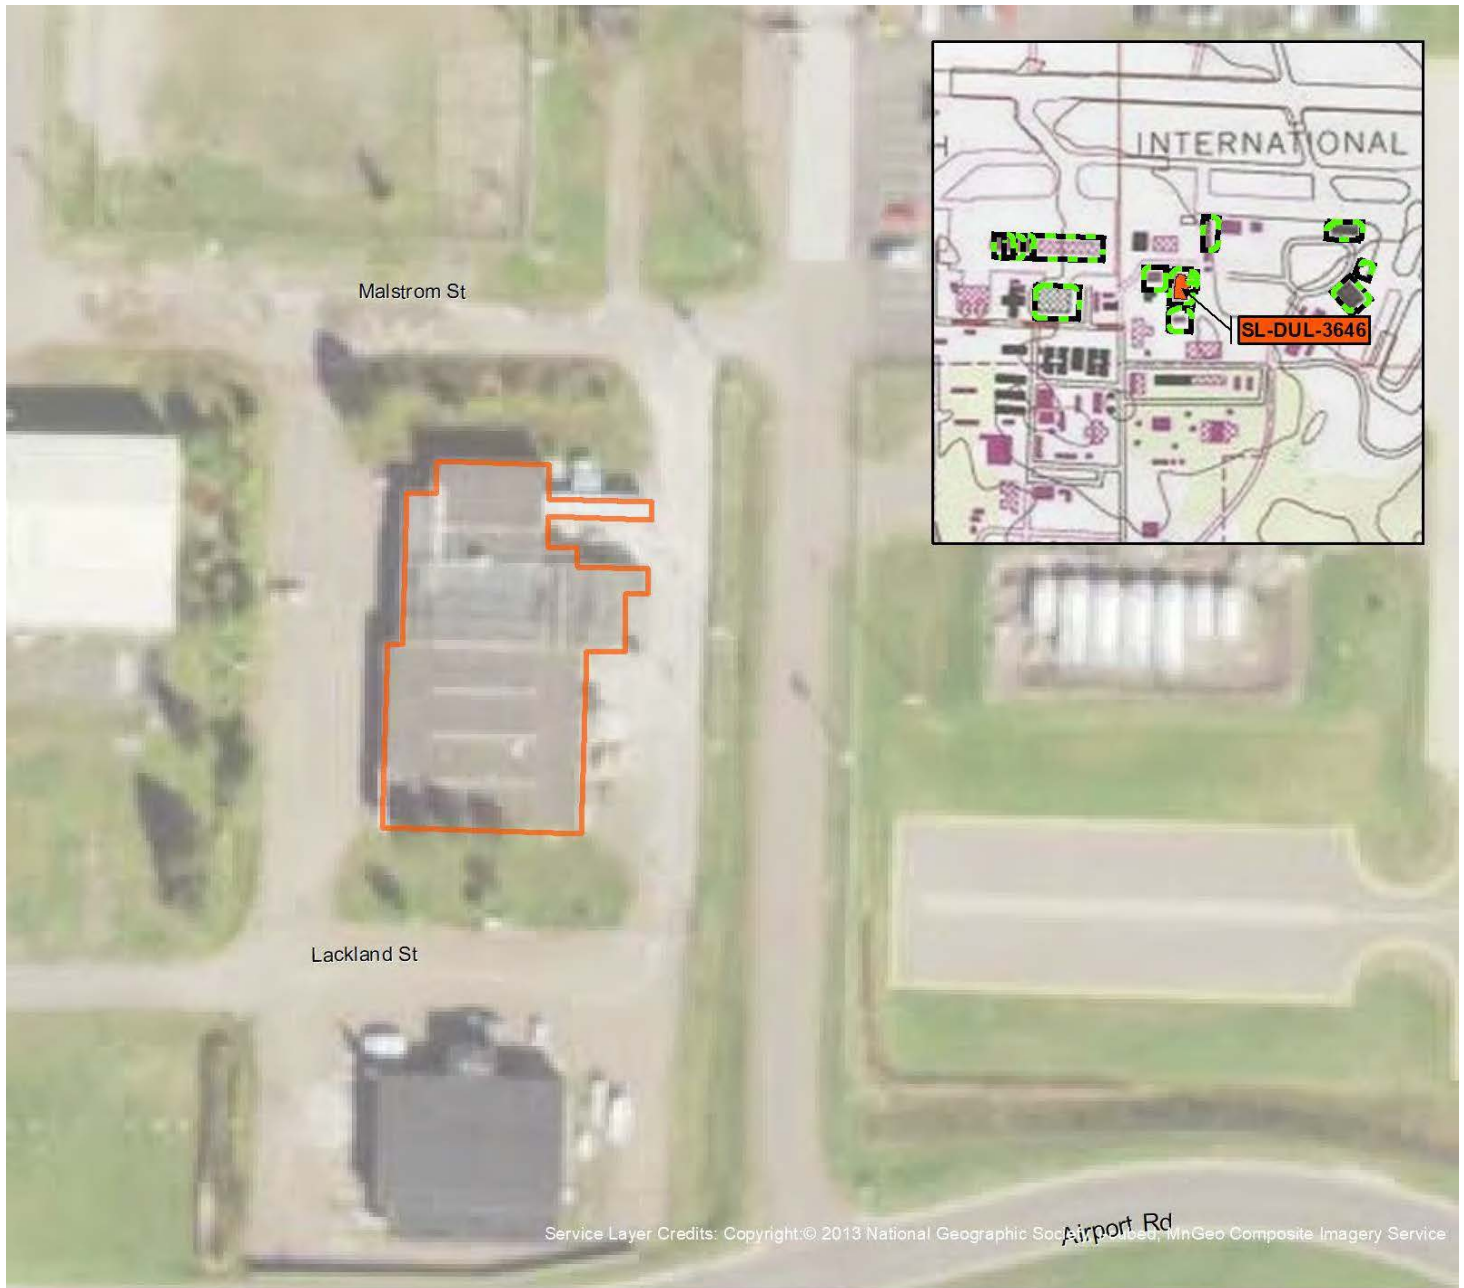 INTERNATIONAL
SL-DUL-3646
Malstrom St
Lackland St
Airport Rd
Service Layer Credits: Copyright:© 2013 National Geographic Society, i-cubed, MnGeo Composite Imagery Service